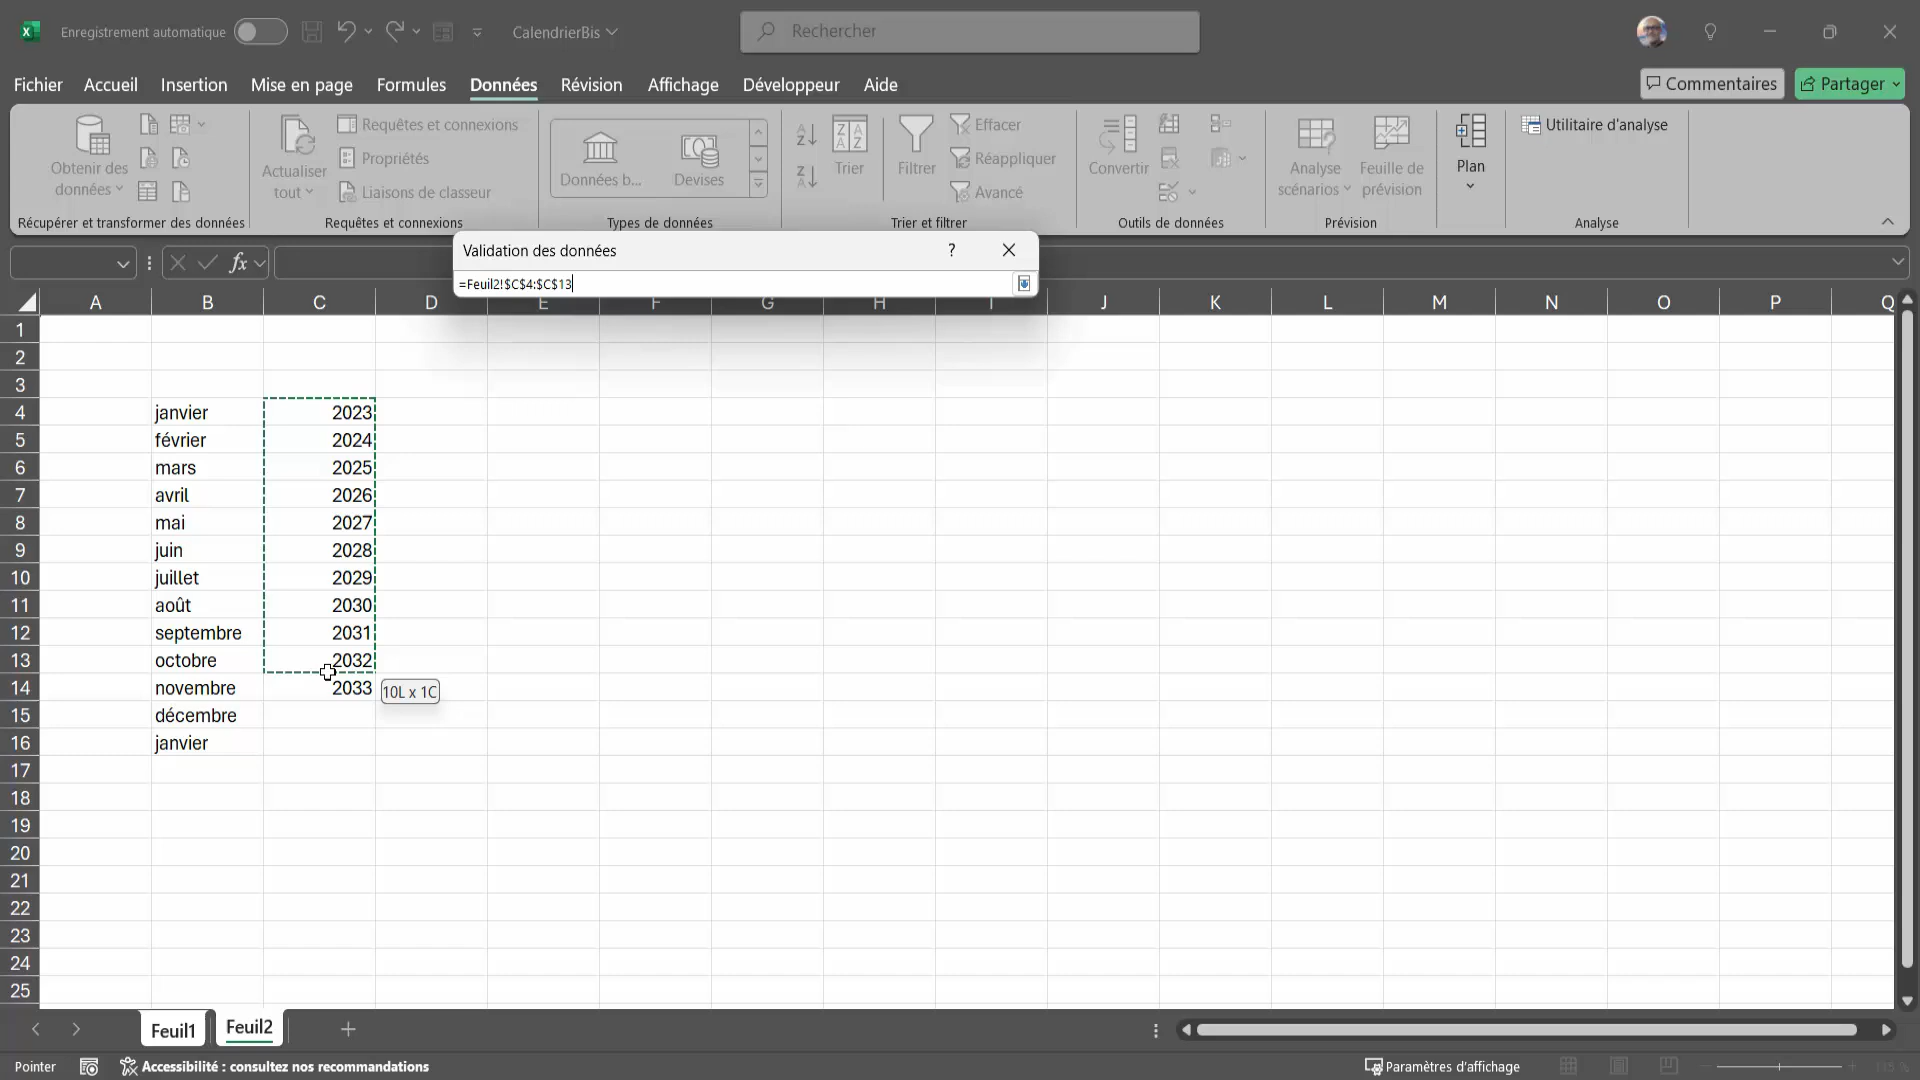 Enregistrement automatique
CalendrierBis
Rechercher
Fichier Accueil Insertion Mise en page Formules Données Révision Affichage Développeur Aide
Commentaires
Partager
Obtenir des données
Récupérer et transformer des données
Actualiser tout
Requêtes et connexions
Propriétés
Liaisons de classeur
Requêtes et connexions
Données b...
Devises
Types de données
Trier
Filtrer
Effacer
Réappliquer
Avancé
Trier et filtrer
Convertir
Outils de données
Analyse scénarios
Feuille de prévision
Prévision
Plan
Utilitaire d'analyse
Analyse
fx
Validation des données
?
=Feuil2!$C$4:$C$13
A B C D E F G H I J K L M N O P Q
1
2
3
4 janvier 2023
5 février 2024
6 mars 2025
7 avril 2026
8 mai 2027
9 juin 2028
10 juillet 2029
11 août 2030
12 septembre 2031
13 octobre 2032
14 novembre 2033
10L x 1C
15 décembre
16 janvier
17
18
19
20
21
22
23
24
25
Feuil1
Feuil2
Pointer
Accessibilité : consultez nos recommandations
Paramètres d'affichage